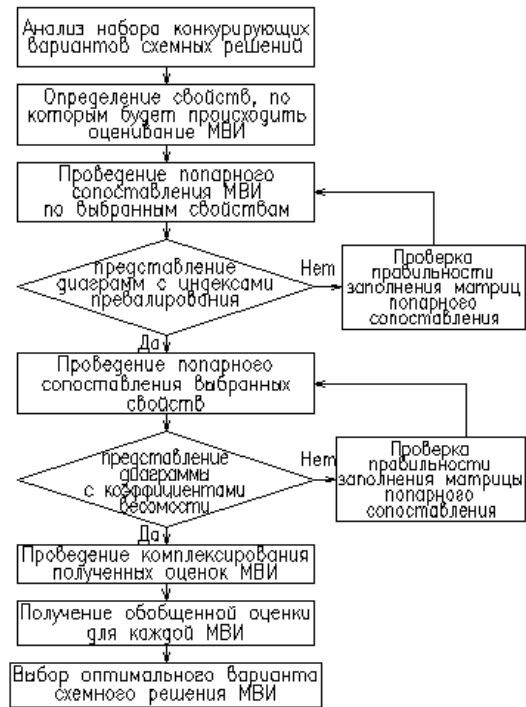 Анализ набора конкурирующих
вариантов схемных решений
Определение свойств, по
которым будет происходить
оценивание МВИ
Проведение попарного
сопоставления МВИ
по выбранным свойствам
представление
диаграмм с индексами
превалирования
Нет
Проверка
правильности
заполнения матриц
попарного
сопоставления
Да
Проведение попарного
сопоставления выбранных
свойств
представление
диаграммы
с коэффициентами
весомости
Нет
Проверка
правильности
заполнения матрицы
попарного
сопоставления
Да
Проведение комплексирования
полученных оценок МВИ
Получение обобщенной оценки
для каждой МВИ
Выбор оптимального варианта
схемного решения МВИ